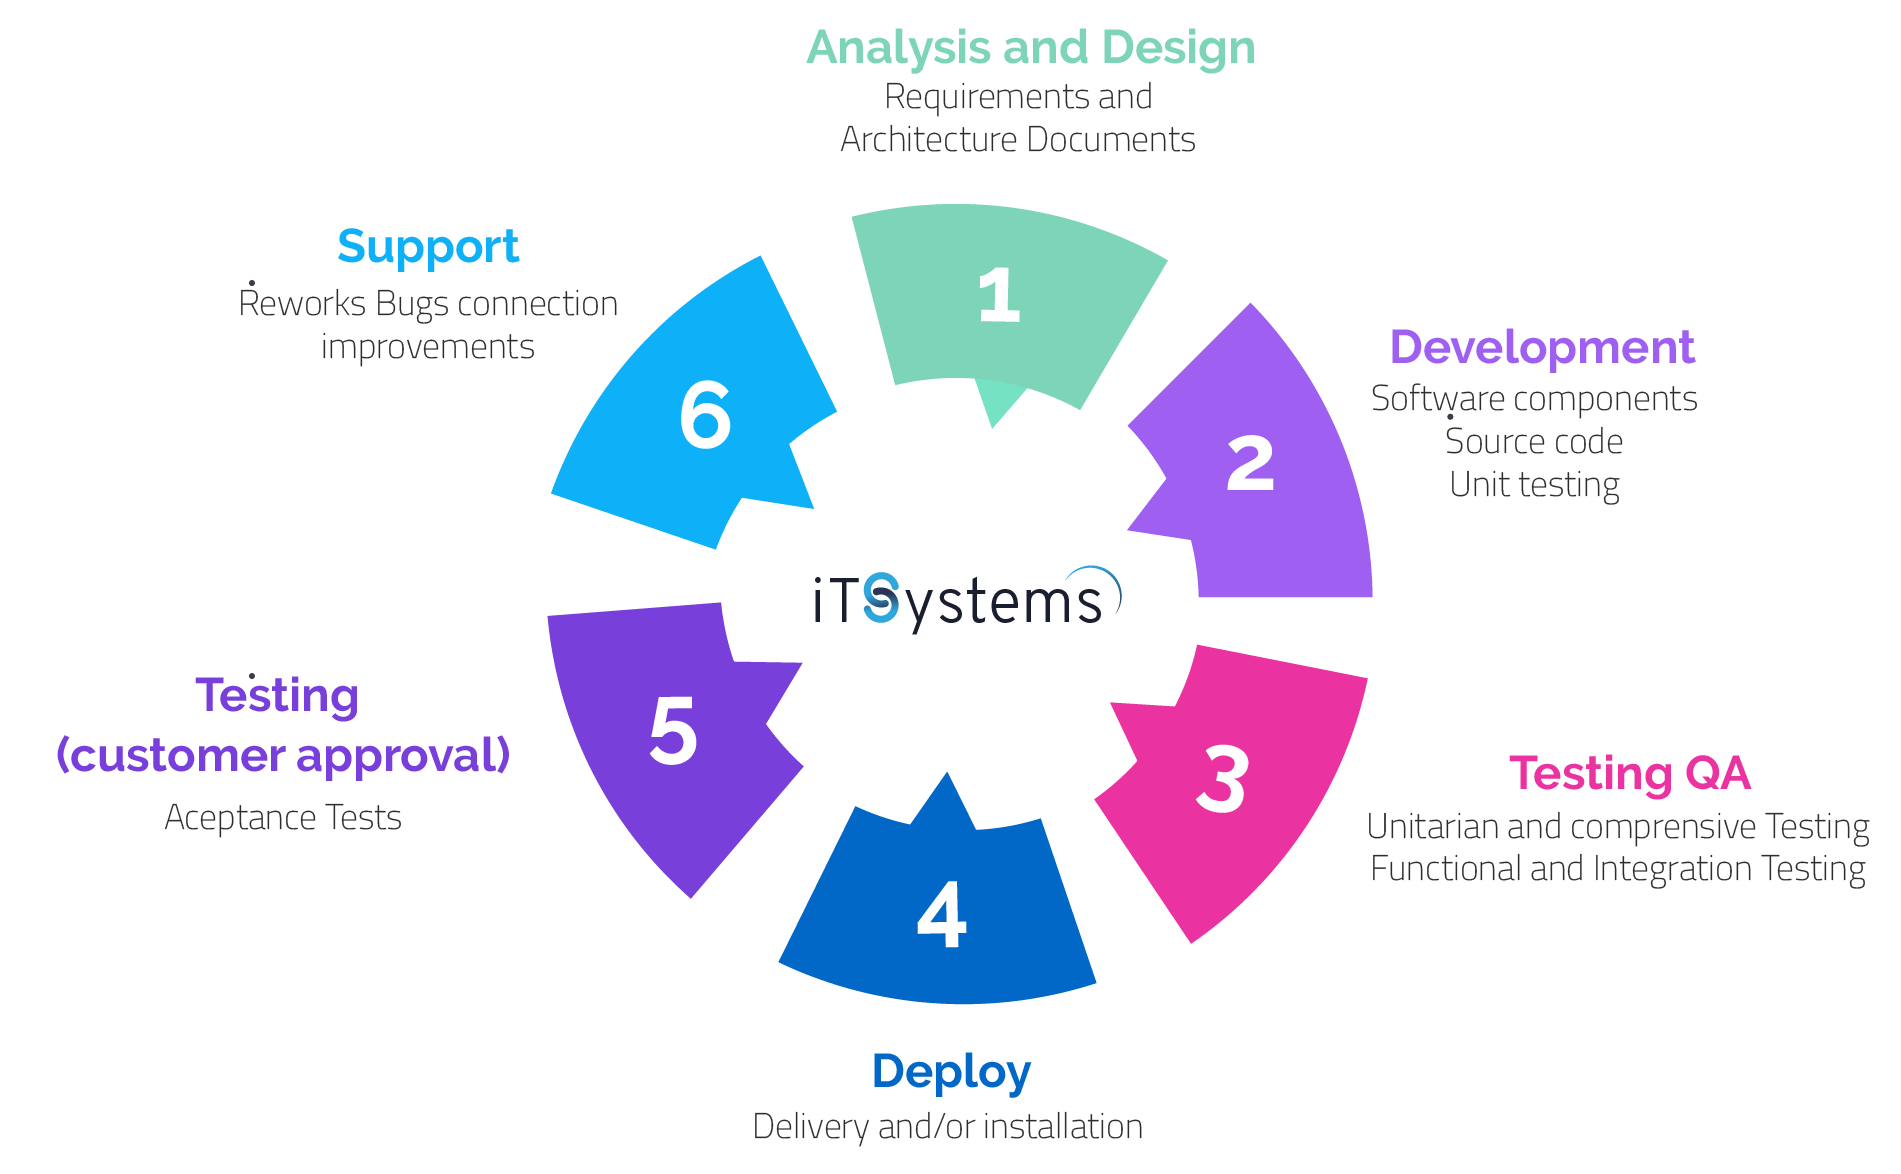 Analysis and Design
Requirements and
Architecture Documents
1
Development
Software components
Source code
Unit testing
2
Testing QA
Unitarian and comprensive Testing
Functional and Integration Testing
3
Deploy
Delivery and/or installation
4
Testing
(customer approval)
Aceptance Tests
5
Support
Reworks Bugs connection
improvements
6
iTSystems